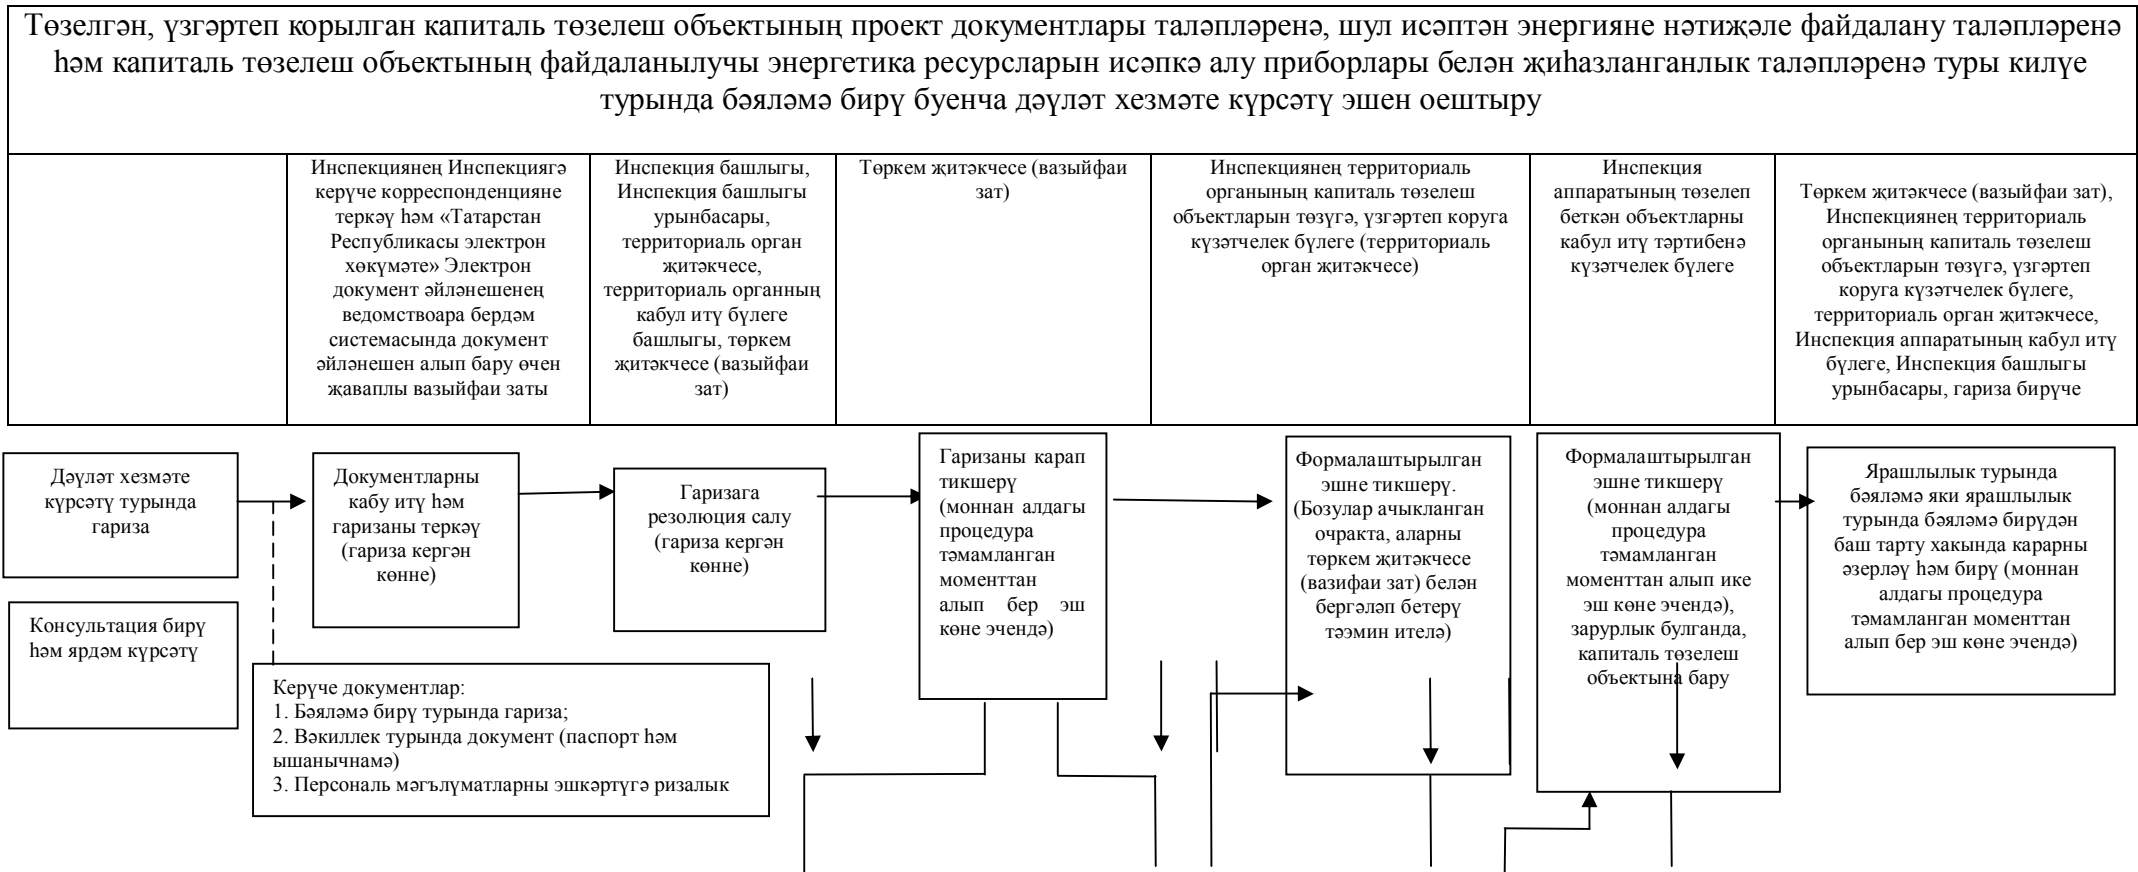 Төзелгән, үзгәртеп корылган капиталь төзелеш объектының проект документлары таләпләренә, шул исәптән энергияне нәтиҗәле файдалану таләпләренә
һәм капиталь төзелеш объектының файдаланылучы энергетика ресурсларын исәпкә алу приборлары белән җиһазланганлык таләпләренә туры килүе
турында бәяләмә бирү буенча дәүләт хезмәте күрсәтү эшен оештыру
Инспекциянең Инспекциягә
керүче корреспонденцияне
теркәү һәм «Татарстан
Республикасы электрон
хөкүмәте» Электрон
документ әйләнешенең
ведомствоара бердәм
системасында документ
әйләнешен алып бару өчен
җаваплы вазыйфаи заты
Инспекция башлыгы,
Инспекция башлыгы
урынбасары,
территориаль орган
җитәкчесе,
территориаль органның
кабул итү бүлеге
башлыгы, төркем
җитәкчесе (вазыйфаи
зат)
Төркем җитәкчесе (вазыйфаи
зат)
Инспекциянең территориаль
органының капиталь төзелеш
объектларын төзүгә, үзгәртеп коруга
күзәтчелек бүлеге (территориаль
орган җитәкчесе)
Инспекция
аппаратының төзелеп
беткән объектларны
кабул итү тәртибенә
күзәтчелек бүлеге
Төркем җитәкчесе (вазыйфаи зат),
Инспекциянең территориаль
органының капиталь төзелеш
объектларын төзүгә, үзгәртеп
коруга күзәтчелек бүлеге,
территориаль орган җитәкчесе,
Инспекция аппаратының кабул итү
бүлеге, Инспекция башлыгы
урынбасары, гариза бирүче
Дәүләт хезмәте
күрсәтү турында
гариза
Консультация бирү
һәм ярдәм күрсәтү
Документларны
кабу итү һәм
гаризаны теркәү
(гариза кергән
көнне)
Керүче документлар:
1. Бәяләмә бирү турында гариза;
2. Вәкиллек турында документ (паспорт һәм
ышанычнамә)
3. Персональ мәгълүматларны эшкәртүгә ризалык
Гаризага
резолюция салу
(гариза кергән
көнне)
Гаризаны карап
тикшерү
(моннан алдагы
процедура
тәмамланган
моменттан
алып бер эш
көне эчендә)
Формалаштырылган
эшне тикшерү.
(Бозулар ачыкланган
очракта, аларны
төркем җитәкчесе
(вазифаи зат) белән
бергәләп бетерү
тәэмин ителә)
Формалаштырылган
эшне тикшерү
(моннан алдагы
процедура
тәмамланган
моменттан алып ике
эш көне эчендә),
зарурлык булганда,
капиталь төзелеш
объектына бару
Ярашлылык турында
бәяләмә яки ярашлылык
турында бәяләмә бирүдән
баш тарту хакында карарны
әзерләү һәм бирү (моннан
алдагы процедура
тәмамланган моменттан
алып бер эш көне эчендә)